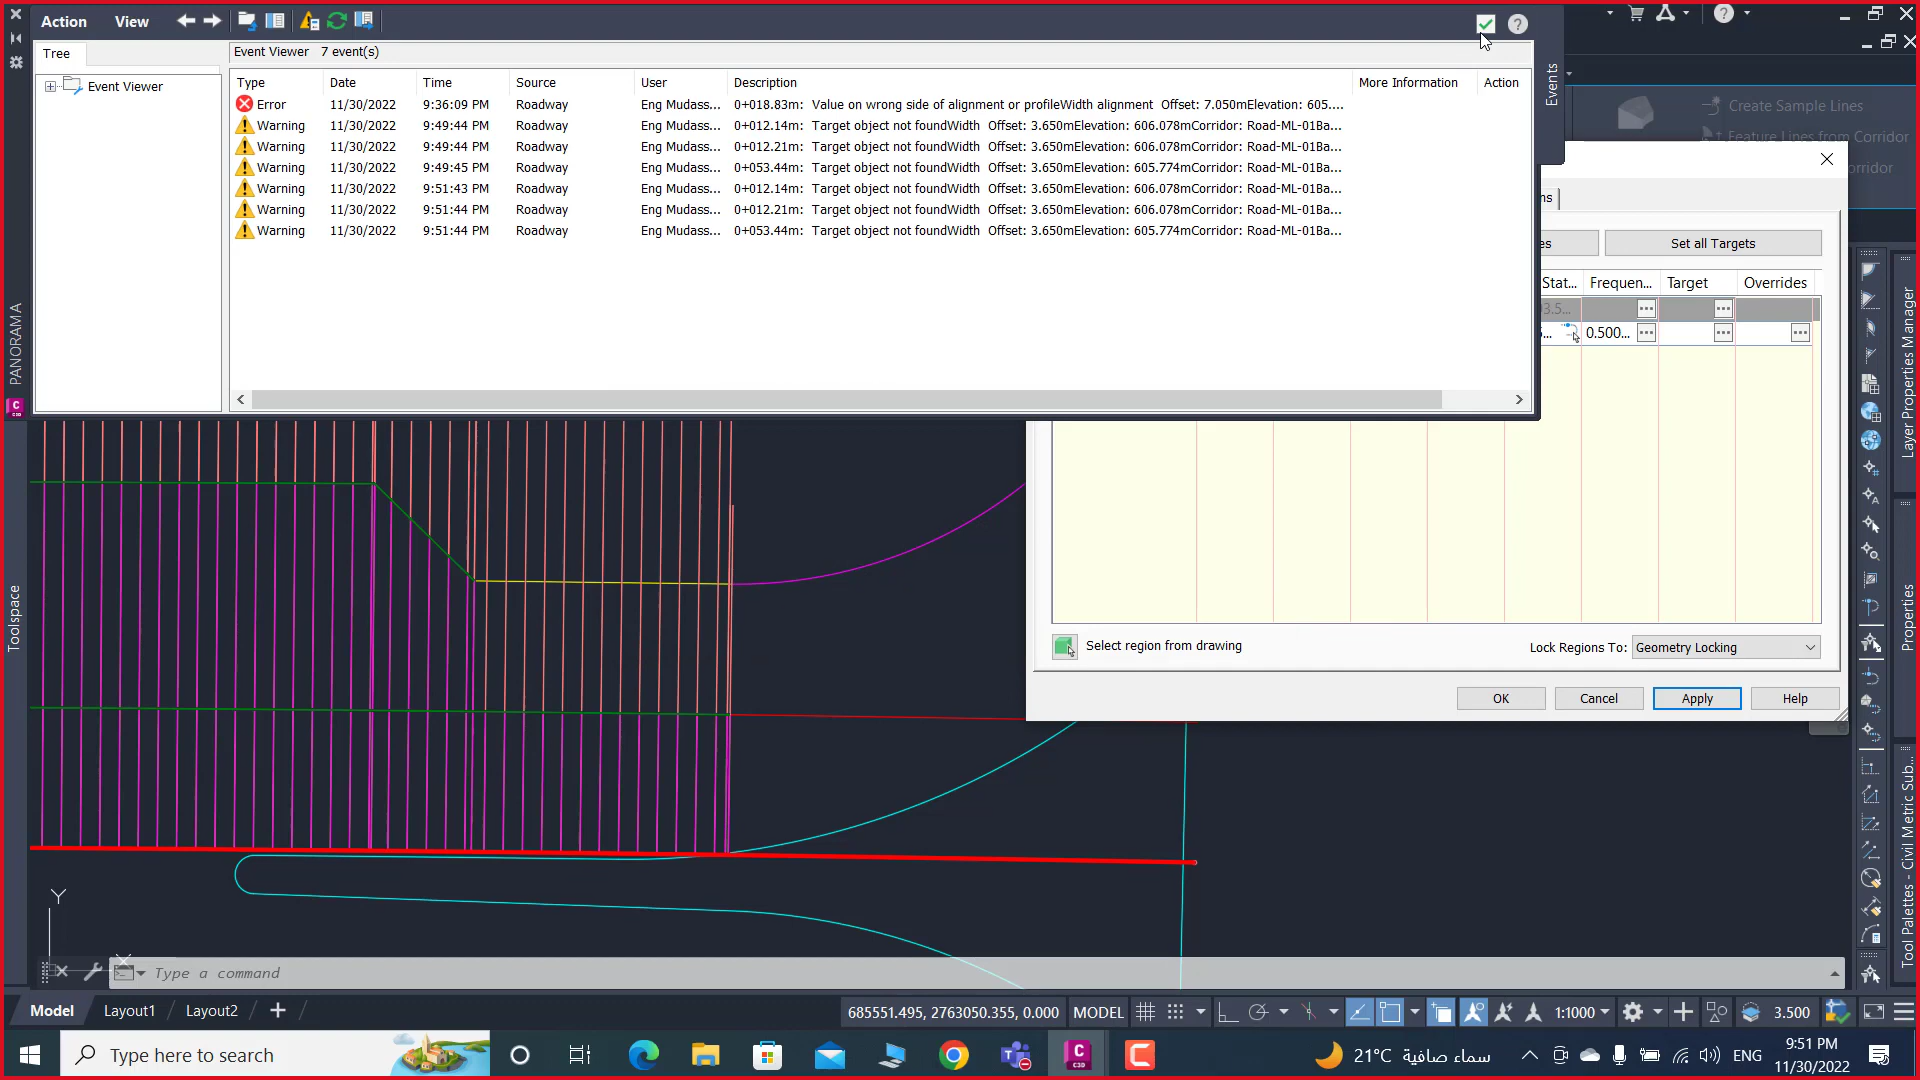 Action View
Events
Tree
Event Viewer 7 event(s)
Event Viewer
Type Date Time Source User Description More Information Action
Error 11/30/2022 9:36:09 PM Roadway Eng Mudass... 0+018.83m: Value on wrong side of alignment or profileWidth alignment Offset: 7.050mElevation: 605....
Warning 11/30/2022 9:49:44 PM Roadway Eng Mudass... 0+012.14m: Target object not foundWidth Offset: 3.650mElevation: 606.078mCorridor: Road-ML-01Ba...
Warning 11/30/2022 9:49:44 PM Roadway Eng Mudass... 0+012.21m: Target object not foundWidth Offset: 3.650mElevation: 606.078mCorridor: Road-ML-01Ba...
Warning 11/30/2022 9:49:45 PM Roadway Eng Mudass... 0+053.44m: Target object not foundWidth Offset: 3.650mElevation: 605.774mCorridor: Road-ML-01Ba...
Warning 11/30/2022 9:51:43 PM Roadway Eng Mudass... 0+012.14m: Target object not foundWidth Offset: 3.650mElevation: 606.078mCorridor: Road-ML-01Ba...
Warning 11/30/2022 9:51:44 PM Roadway Eng Mudass... 0+012.21m: Target object not foundWidth Offset: 3.650mElevation: 606.078mCorridor: Road-ML-01Ba...
Warning 11/30/2022 9:51:44 PM Roadway Eng Mudass... 0+053.44m: Target object not foundWidth Offset: 3.650mElevation: 605.774mCorridor: Road-ML-01Ba...
PANORAMA
Toolspace
Create Sample Lines
Feature Lines from Corridor
orridor
ns
es Set all Targets
Stat... Frequen... Target Overrides
3.5...
... 0.500...
Select region from drawing
Lock Regions To: Geometry Locking
OK Cancel Apply Help
Layer Properties Manager
Properties
Tool Palettes - Civil Metric Sub...
Y
X
Type a command
Model Layout1 Layout2
685551.495, 2763050.355, 0.000 MODEL 1:1000 3.500
Type here to search
21°C سماء صافية
ENG
9:51 PM
11/30/2022